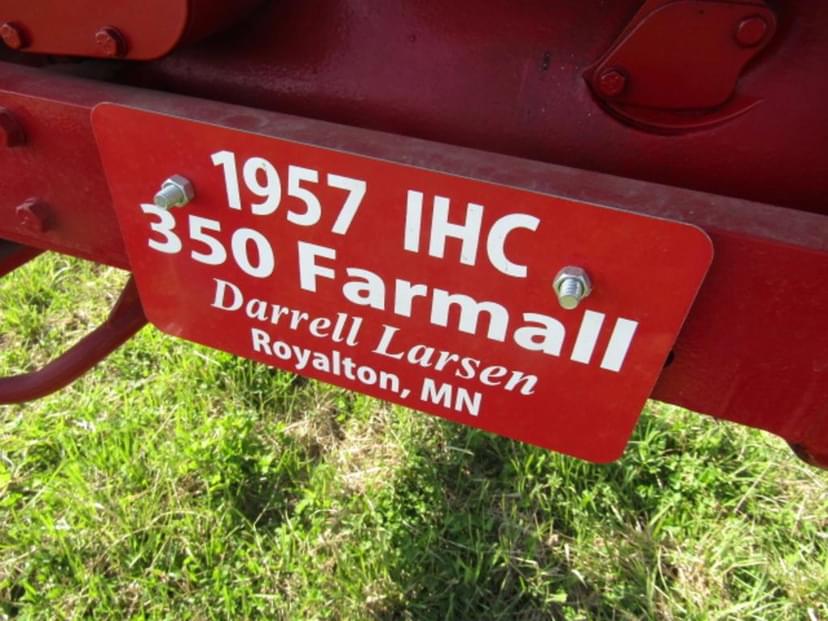 1957 IHC
350 Farmall
Darrell Larsen
Royalton, MN